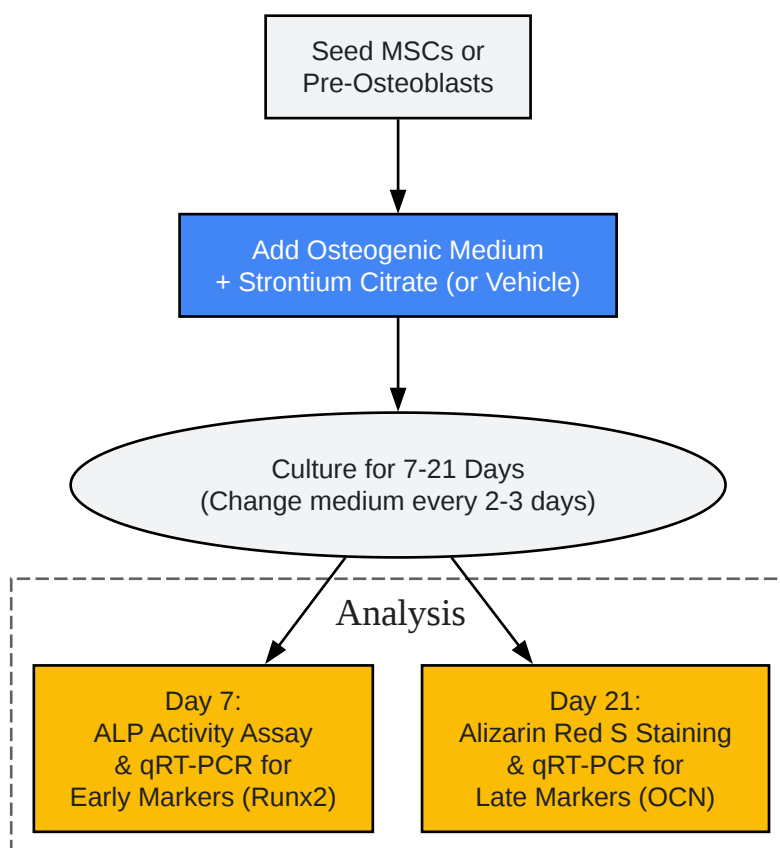 Seed MSCs or
Pre-Osteoblasts
Add Osteogenic Medium
+ Strontium Citrate (or Vehicle)
Culture for 7-21 Days
(Change medium every 2-3 days)
Analysis
Day 7:
ALP Activity Assay
& qRT-PCR for
Early Markers (Runx2)
Day 21:
Alizarin Red S Staining
& qRT-PCR for
Late Markers (OCN)